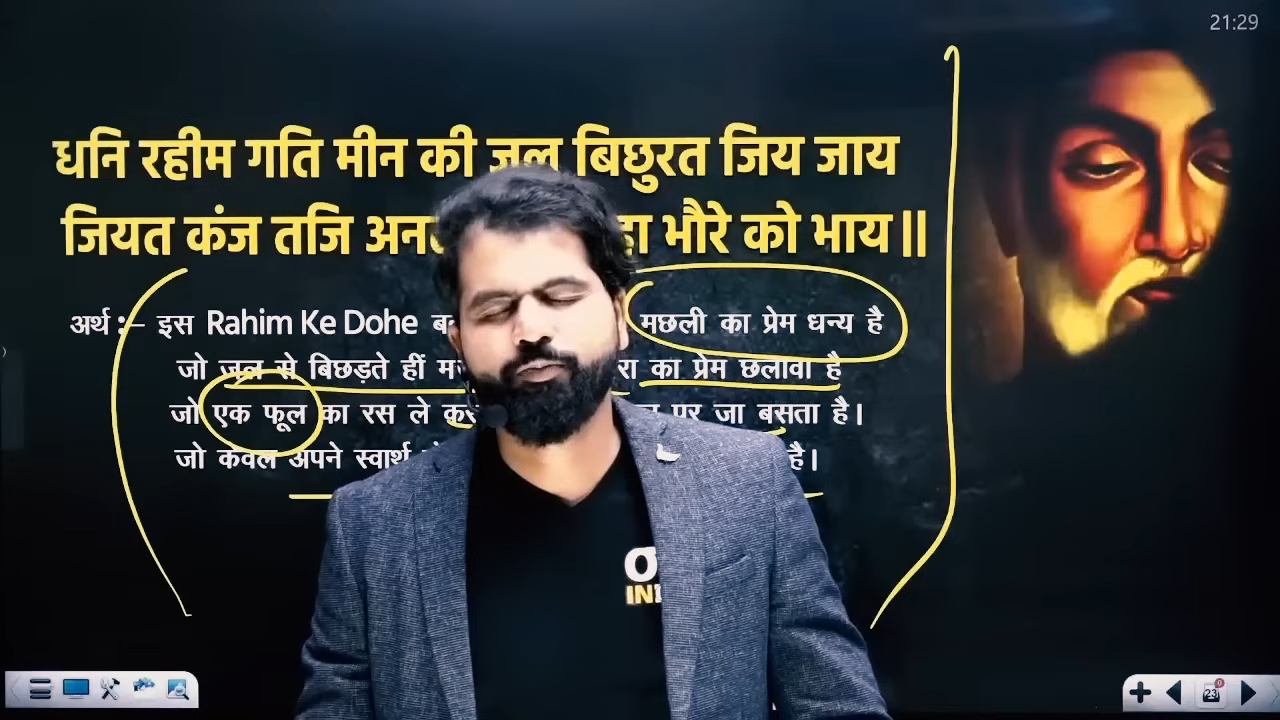 21:29
धनि रहीम गति मीन की जल बिछुरत जिय जाय
जियत कंज तजि भौरे को भाय॥
अर्थ :– इस Rahim Ke Dohe मछली का प्रेम धन्य है
जो जल से बिछड़ते हीं का प्रेम छलावा है
जो एक फूल का रस ले पर जा बसता है।
जो केवल अपने स्वार्थ है।
23